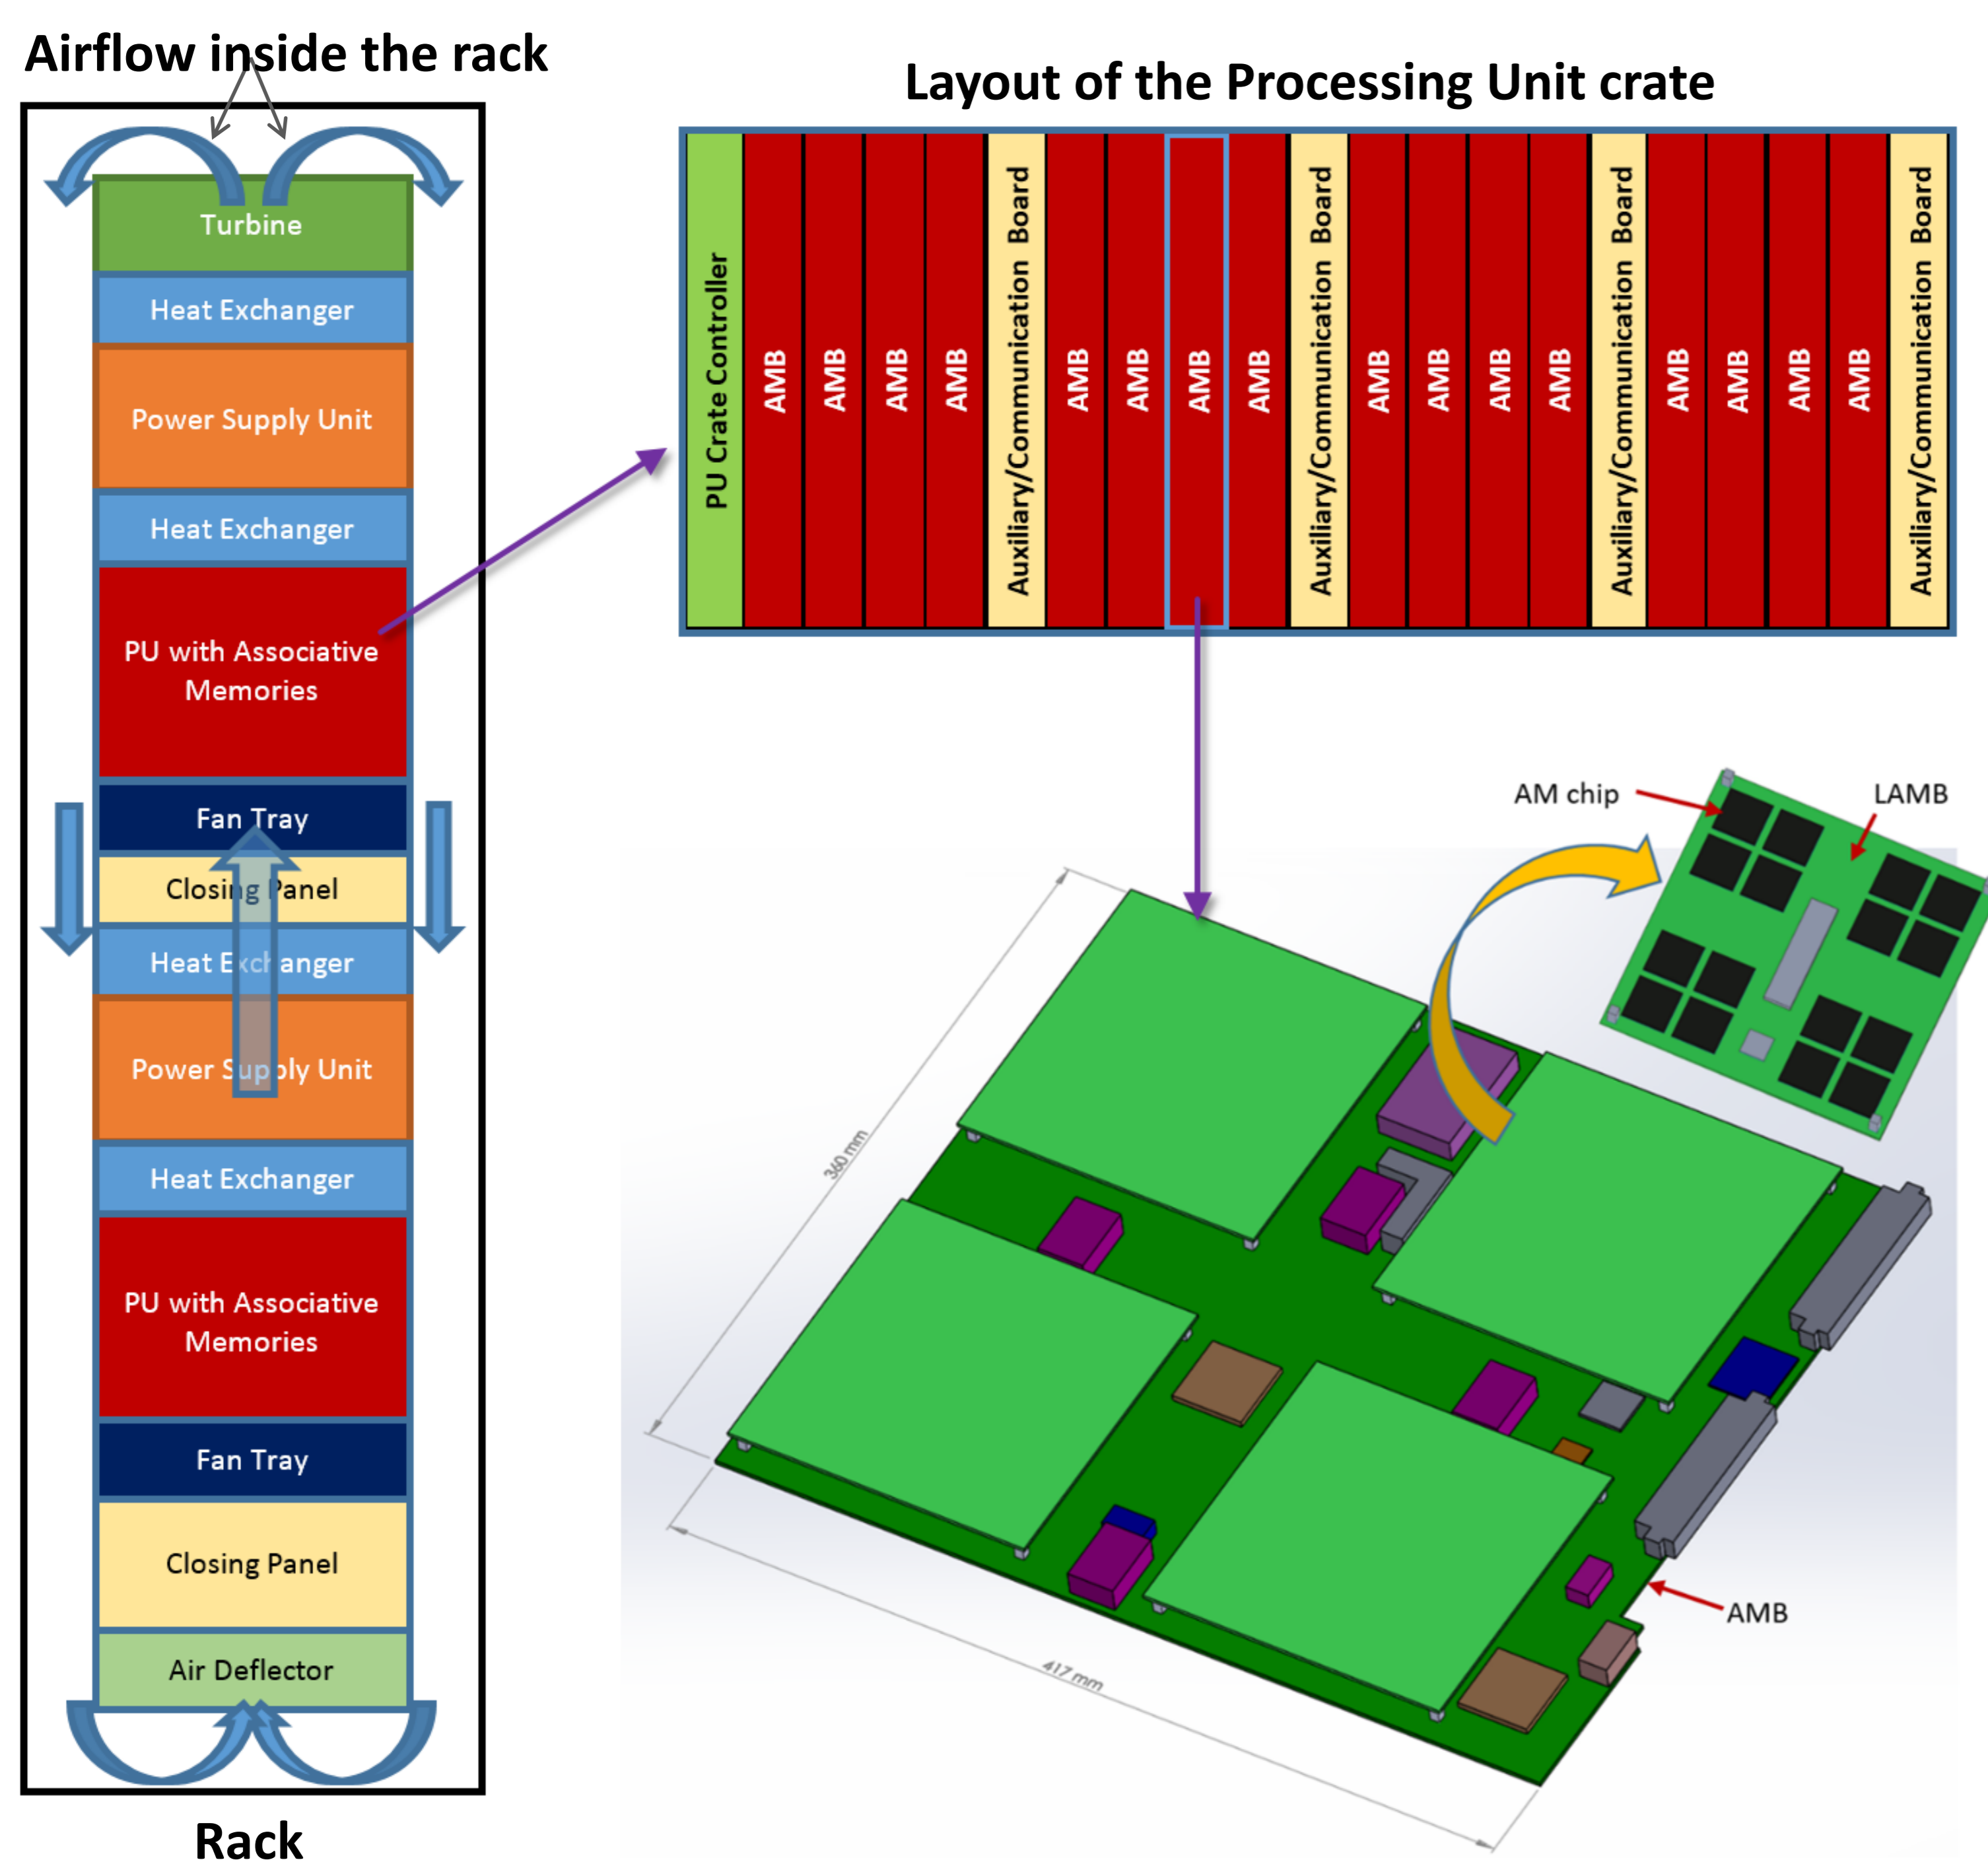 Airflow inside the rack
Turbine
Heat Exchanger
Power Supply Unit
Heat Exchanger
PU with Associative
Memories
Fan Tray
Closing Panel
Heat Exchanger
Power Supply Unit
Heat Exchanger
PU with Associative
Memories
Fan Tray
Closing Panel
Air Deflector
Rack
Layout of the Processing Unit crate
PU Crate Controller
AMB
AMB
AMB
AMB
Auxiliary/Communication Board
AMB
AMB
AMB
AMB
Auxiliary/Communication Board
AMB
AMB
AMB
AMB
Auxiliary/Communication Board
AMB
AMB
AMB
AMB
Auxiliary/Communication Board
AM chip
LAMB
360 mm
417 mm
AMB